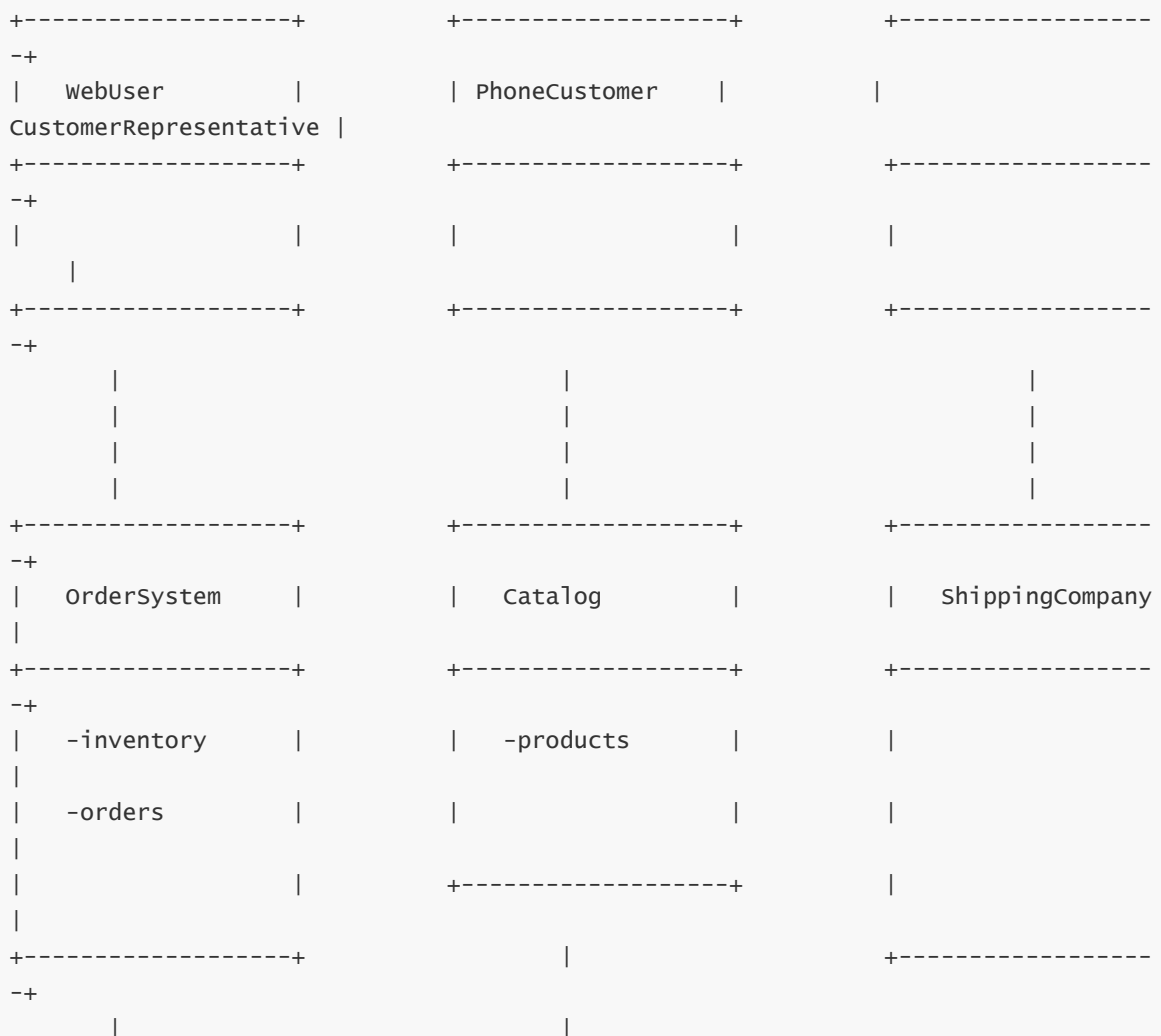 +-------------------+          +-------------------+          +------------------
-+
|   WebUser         |          | PhoneCustomer    |          |
CustomerRepresentative |
+-------------------+          +-------------------+          +------------------
-+
|                   |          |                   |          |
    |
+-------------------+          +-------------------+          +------------------
-+
       |                               |                                |
       |                               |                                |
       |                               |                                |
       |                               |                                |
+-------------------+          +-------------------+          +------------------
-+
|   OrderSystem     |          |   Catalog         |          |   ShippingCompany
|
+-------------------+          +-------------------+          +------------------
-+
|   -inventory      |          |   -products       |          |
|
|   -orders         |          |                   |          |
|
|                   |          +-------------------+          |
|
+-------------------+                  |                      +------------------
-+
       |                               |